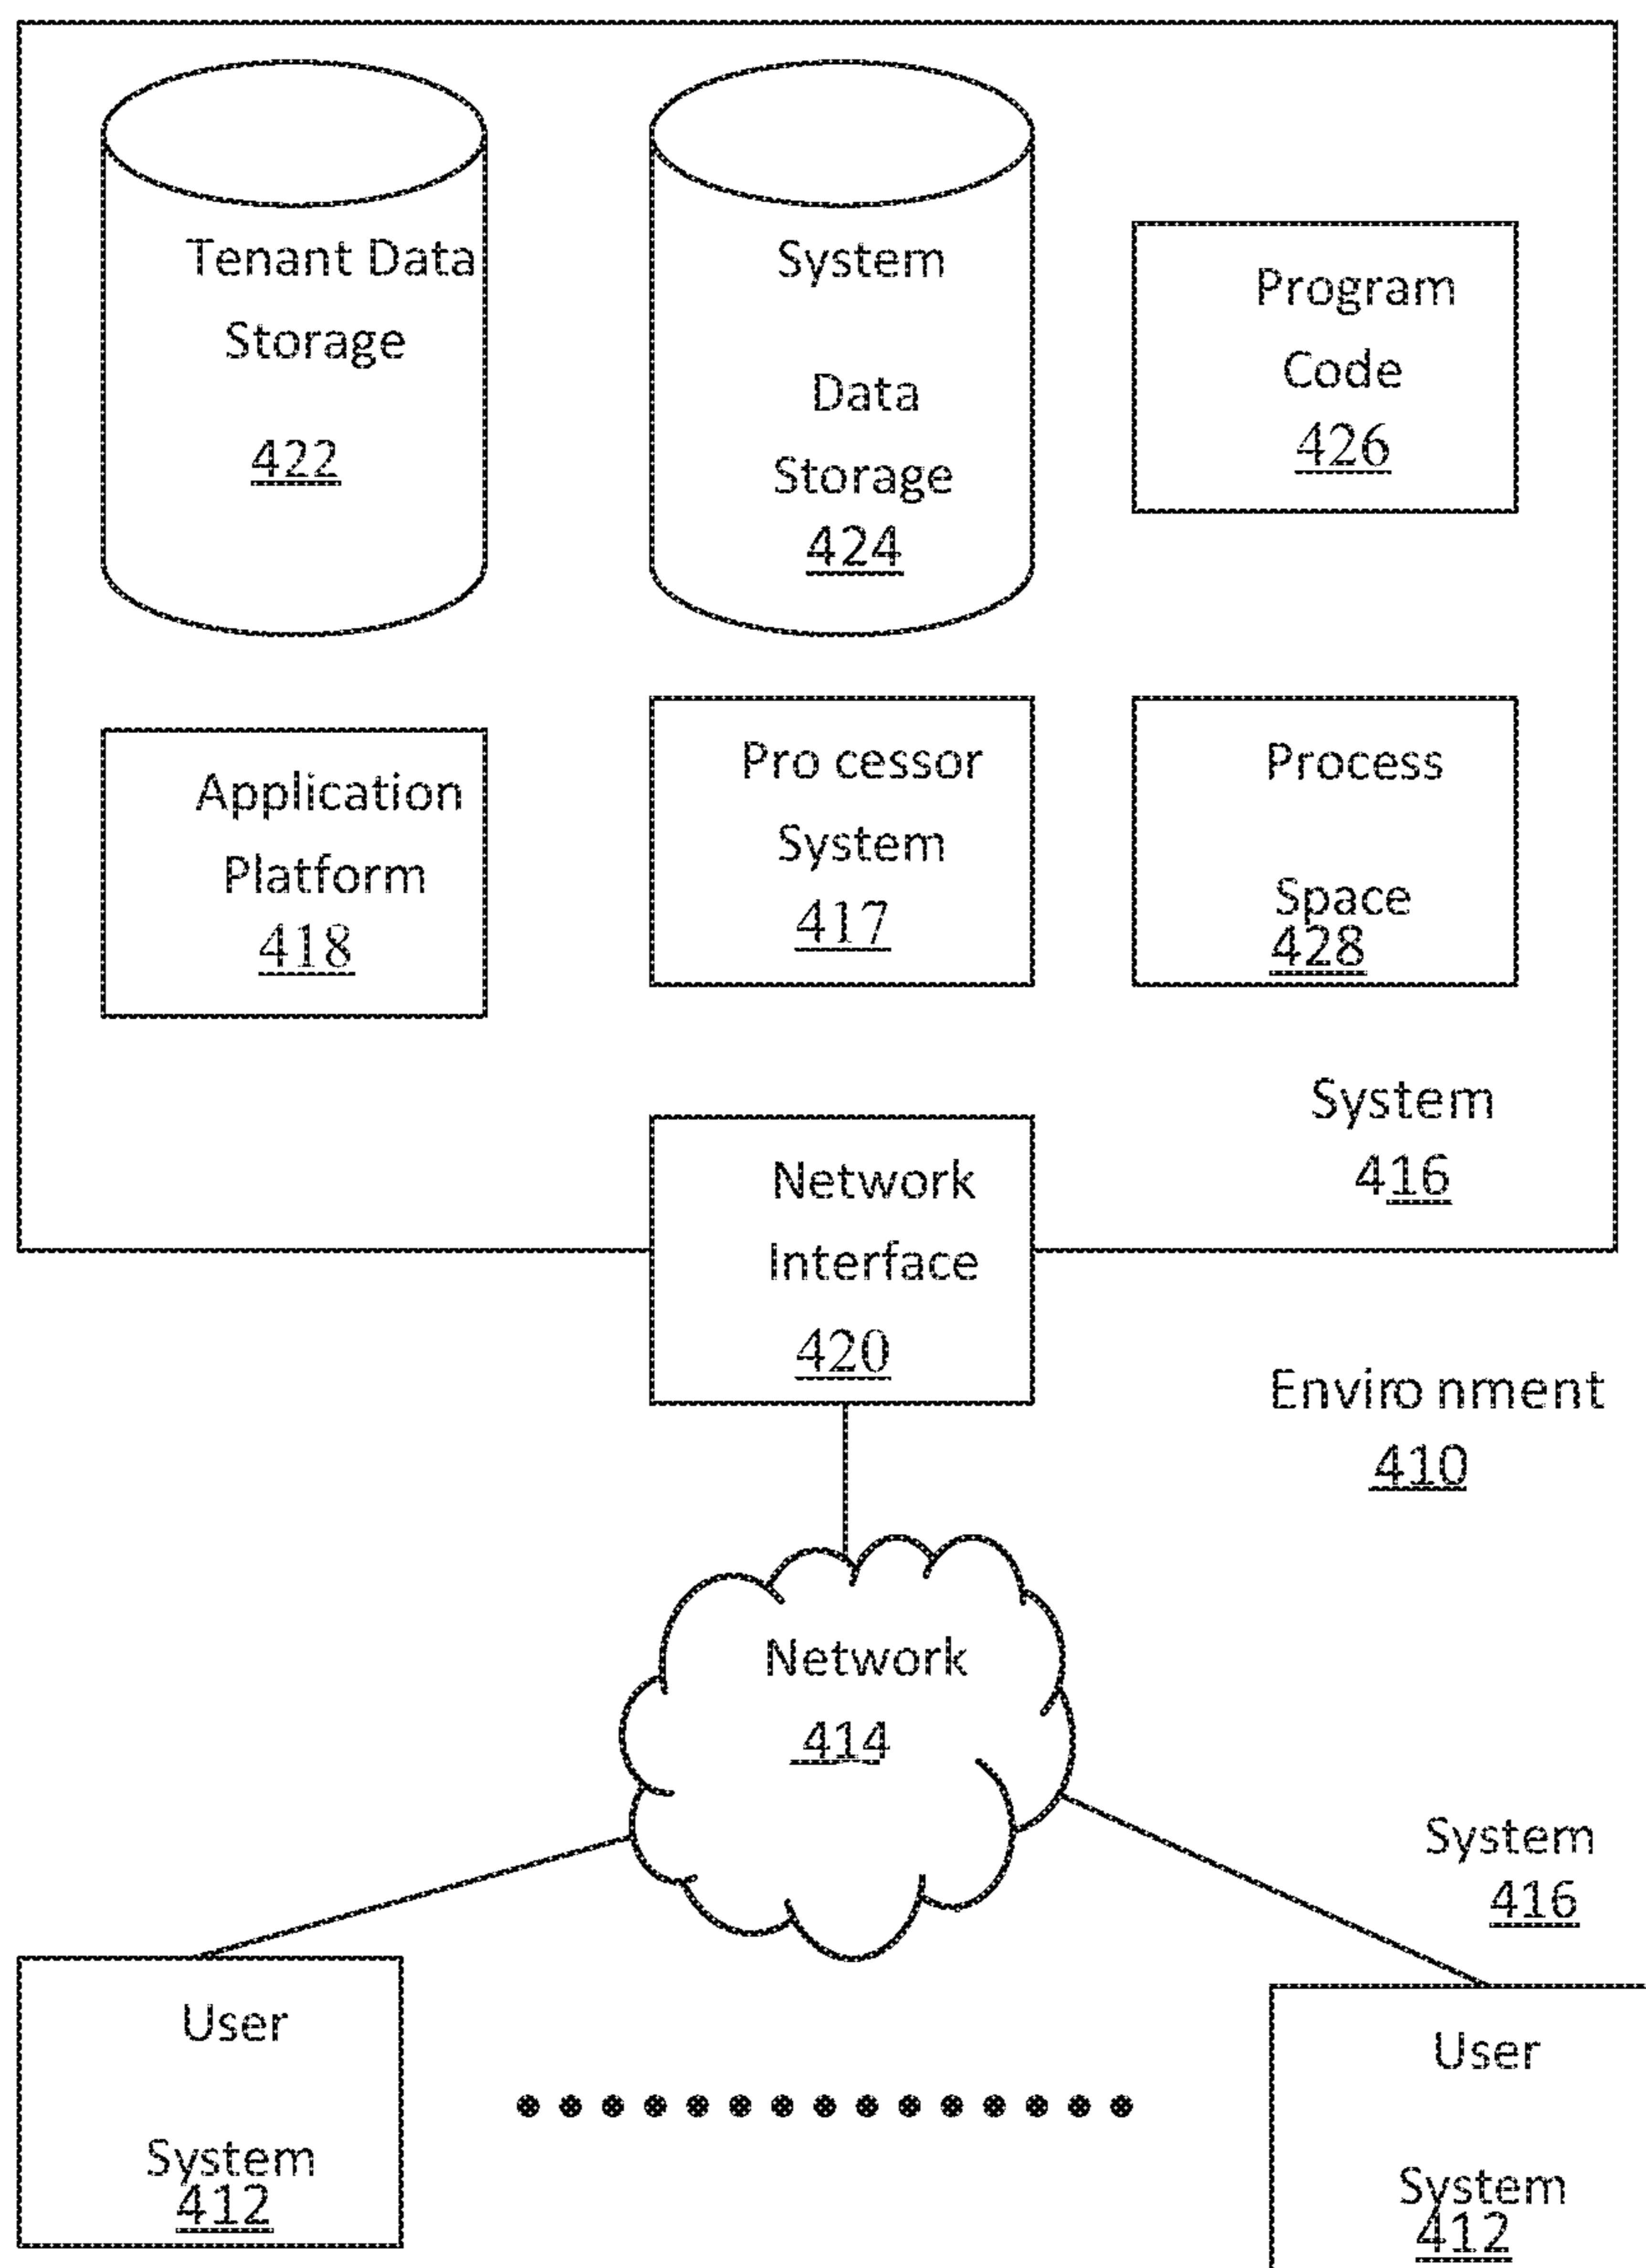 Tenant Data
Storage
422
System
Data
Storage
424
Program
Code
426
Application
Platform
418
Pro cessor
System
417
Process
Space
428
System
416
Network
Interface
420
Enviro nment
410
Network
414
System
416
User
System
412
User
System
412